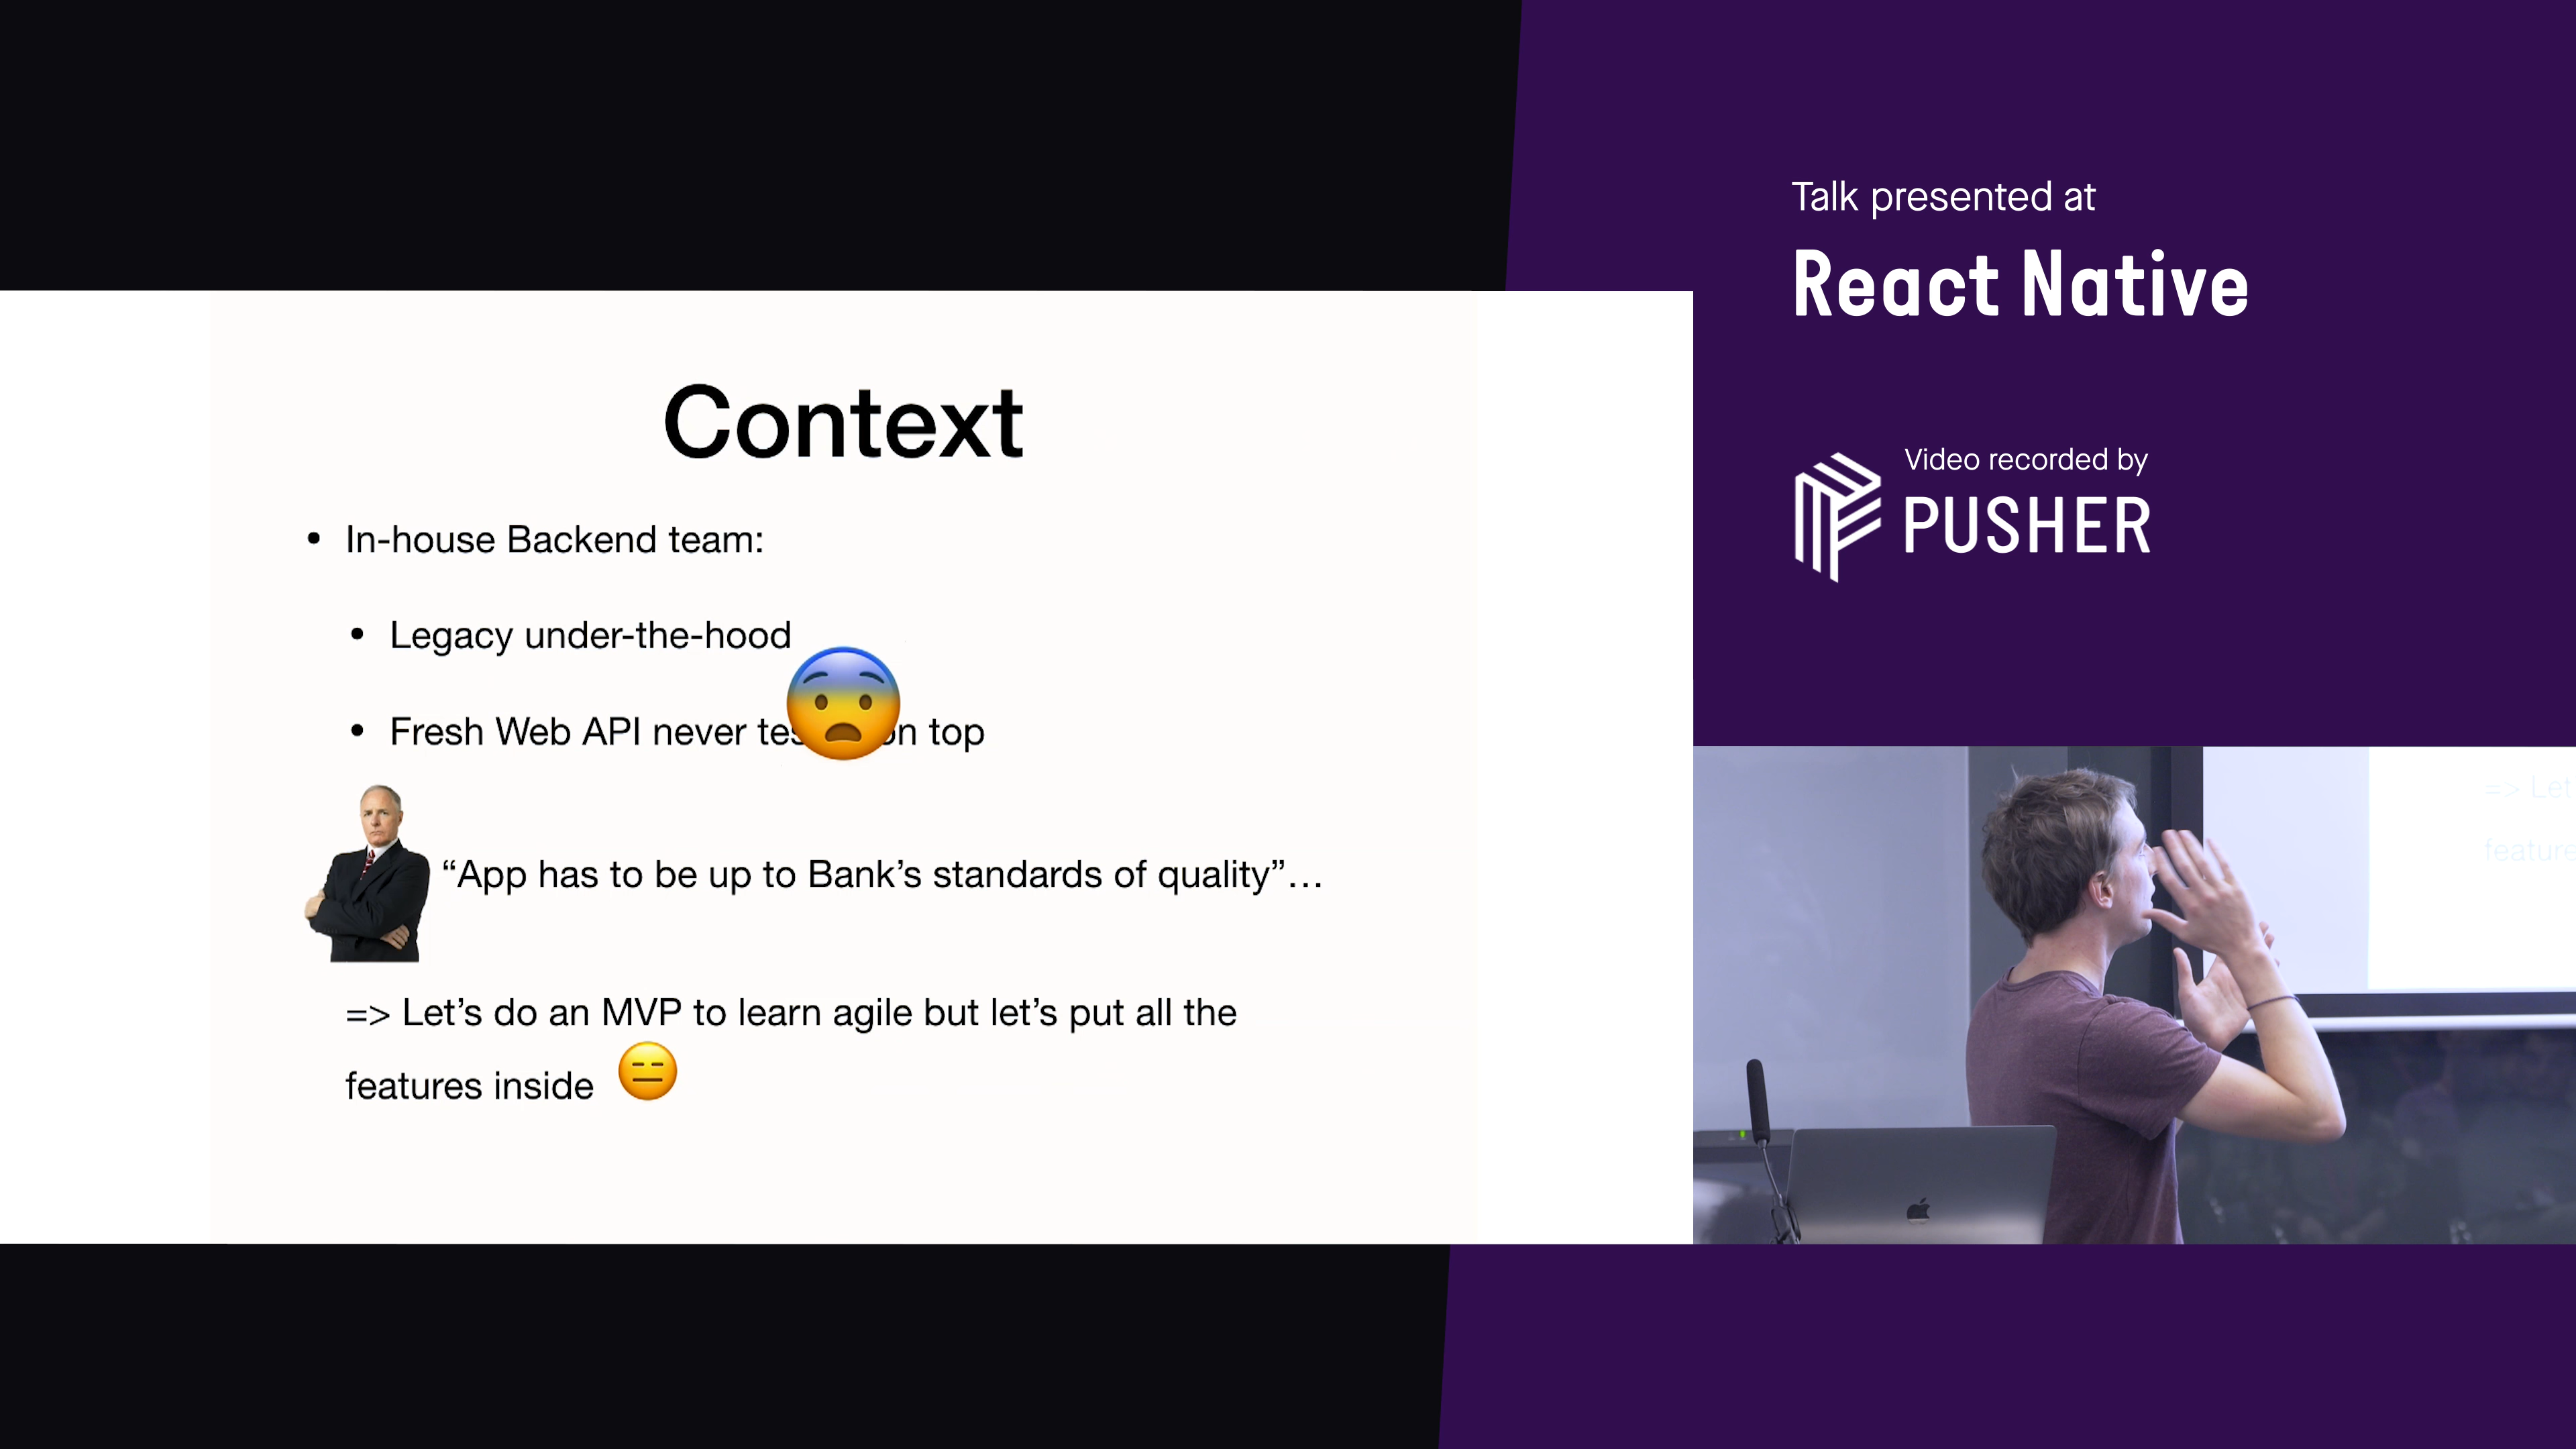 Talk presented at
React Native
Video recorded by
PUSHER
Context
• In-house Backend team:
• Legacy under-the-hood
• Fresh Web API never on top
“App has to be up to Bank’s standards of quality”…
=> Let’s do an MVP to learn agile but let’s put all the
features inside
=> Let
feature